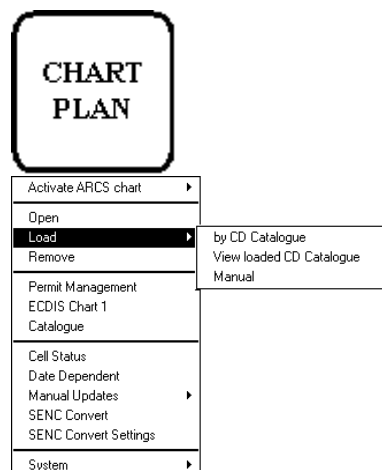 CHART
PLAN
Activate ARCS chart
Open
Load
by CD Catalogue
Remove
View loaded CD Catalogue
Manual
Permit Management
ECDIS Chart 1
Catalogue
Cell Status
Date Dependent
Manual Updates
SENC Convert
SENC Convert Settings
System